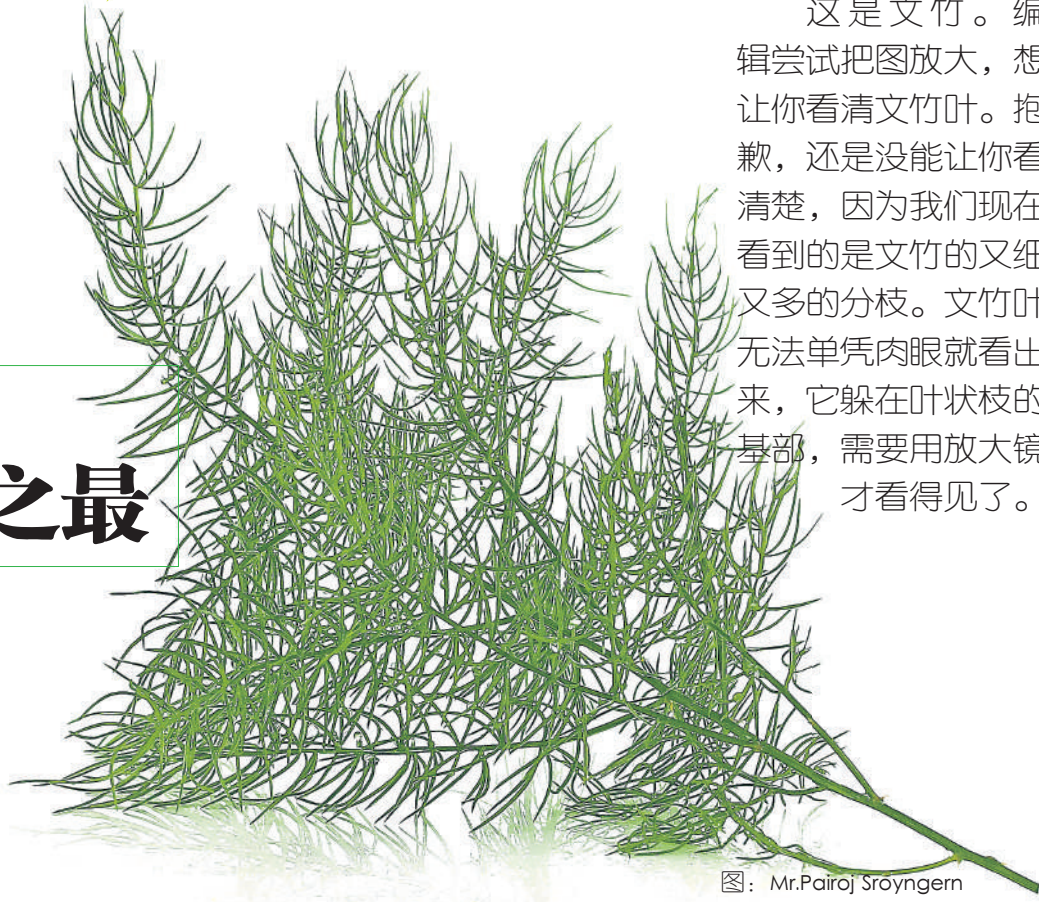 之最
这是文竹。编
辑尝试把图放大，想
让你看清文竹叶。抱
歉，还是没能让你看
清楚，因为我们现在
看到的是文竹的又细
又多的分枝。文竹叶
无法单凭肉眼就看出
来，它躲在叶状枝的
基部，需要用放大镜
才看得见了。
图：Mr.Pairoj Sroyngern